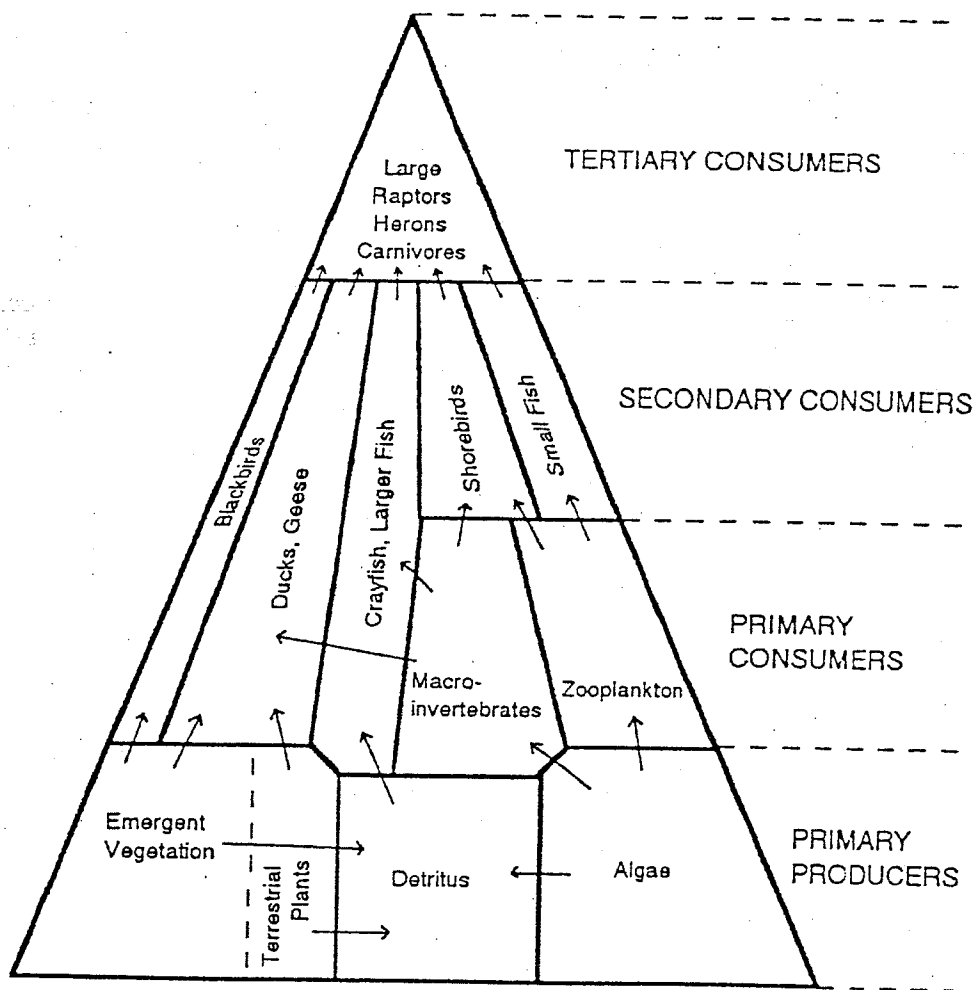 TERTIARY CONSUMERS
Large
Raptors
Herons
Carnivores
SECONDARY CONSUMERS
Blackbirds
Ducks, Geese
Crayfish, Larger Fish
Shorebirds
Small Fish
PRIMARY
CONSUMERS
Macro-
invertebrates
Zooplankton
PRIMARY
PRODUCERS
Emergent
Vegetation
Terrestrial
Plants
Detritus
Algae